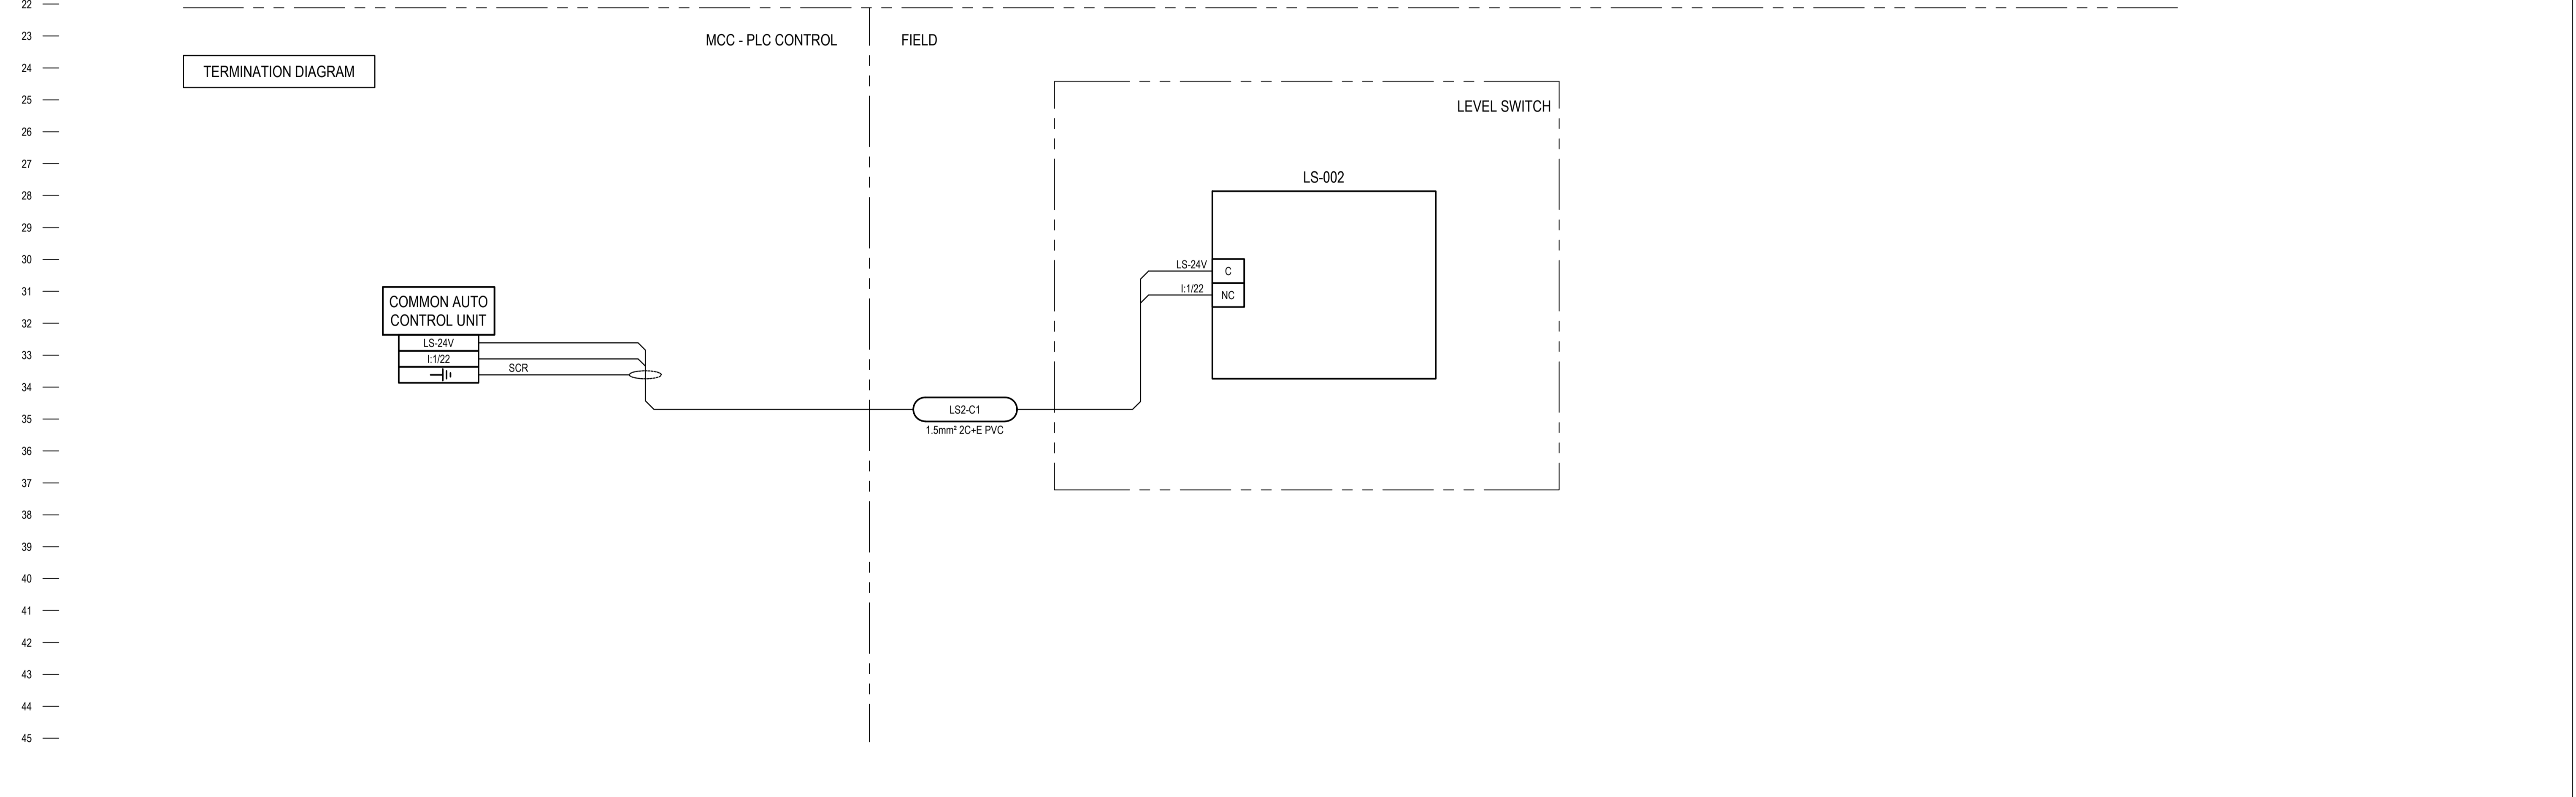 22
23
MCC - PLC CONTROL
FIELD
24
TERMINATION DIAGRAM
25
LEVEL SWITCH
26
27
LS-002
28
29
30
LS-24V
C
31
I:1/22
NC
COMMON AUTO
CONTROL UNIT
32
LS-24V
33
I:1/22
SCR
34
LS2-C1
35
1.5mm² 2C+E PVC
36
37
38
39
40
41
42
43
44
45